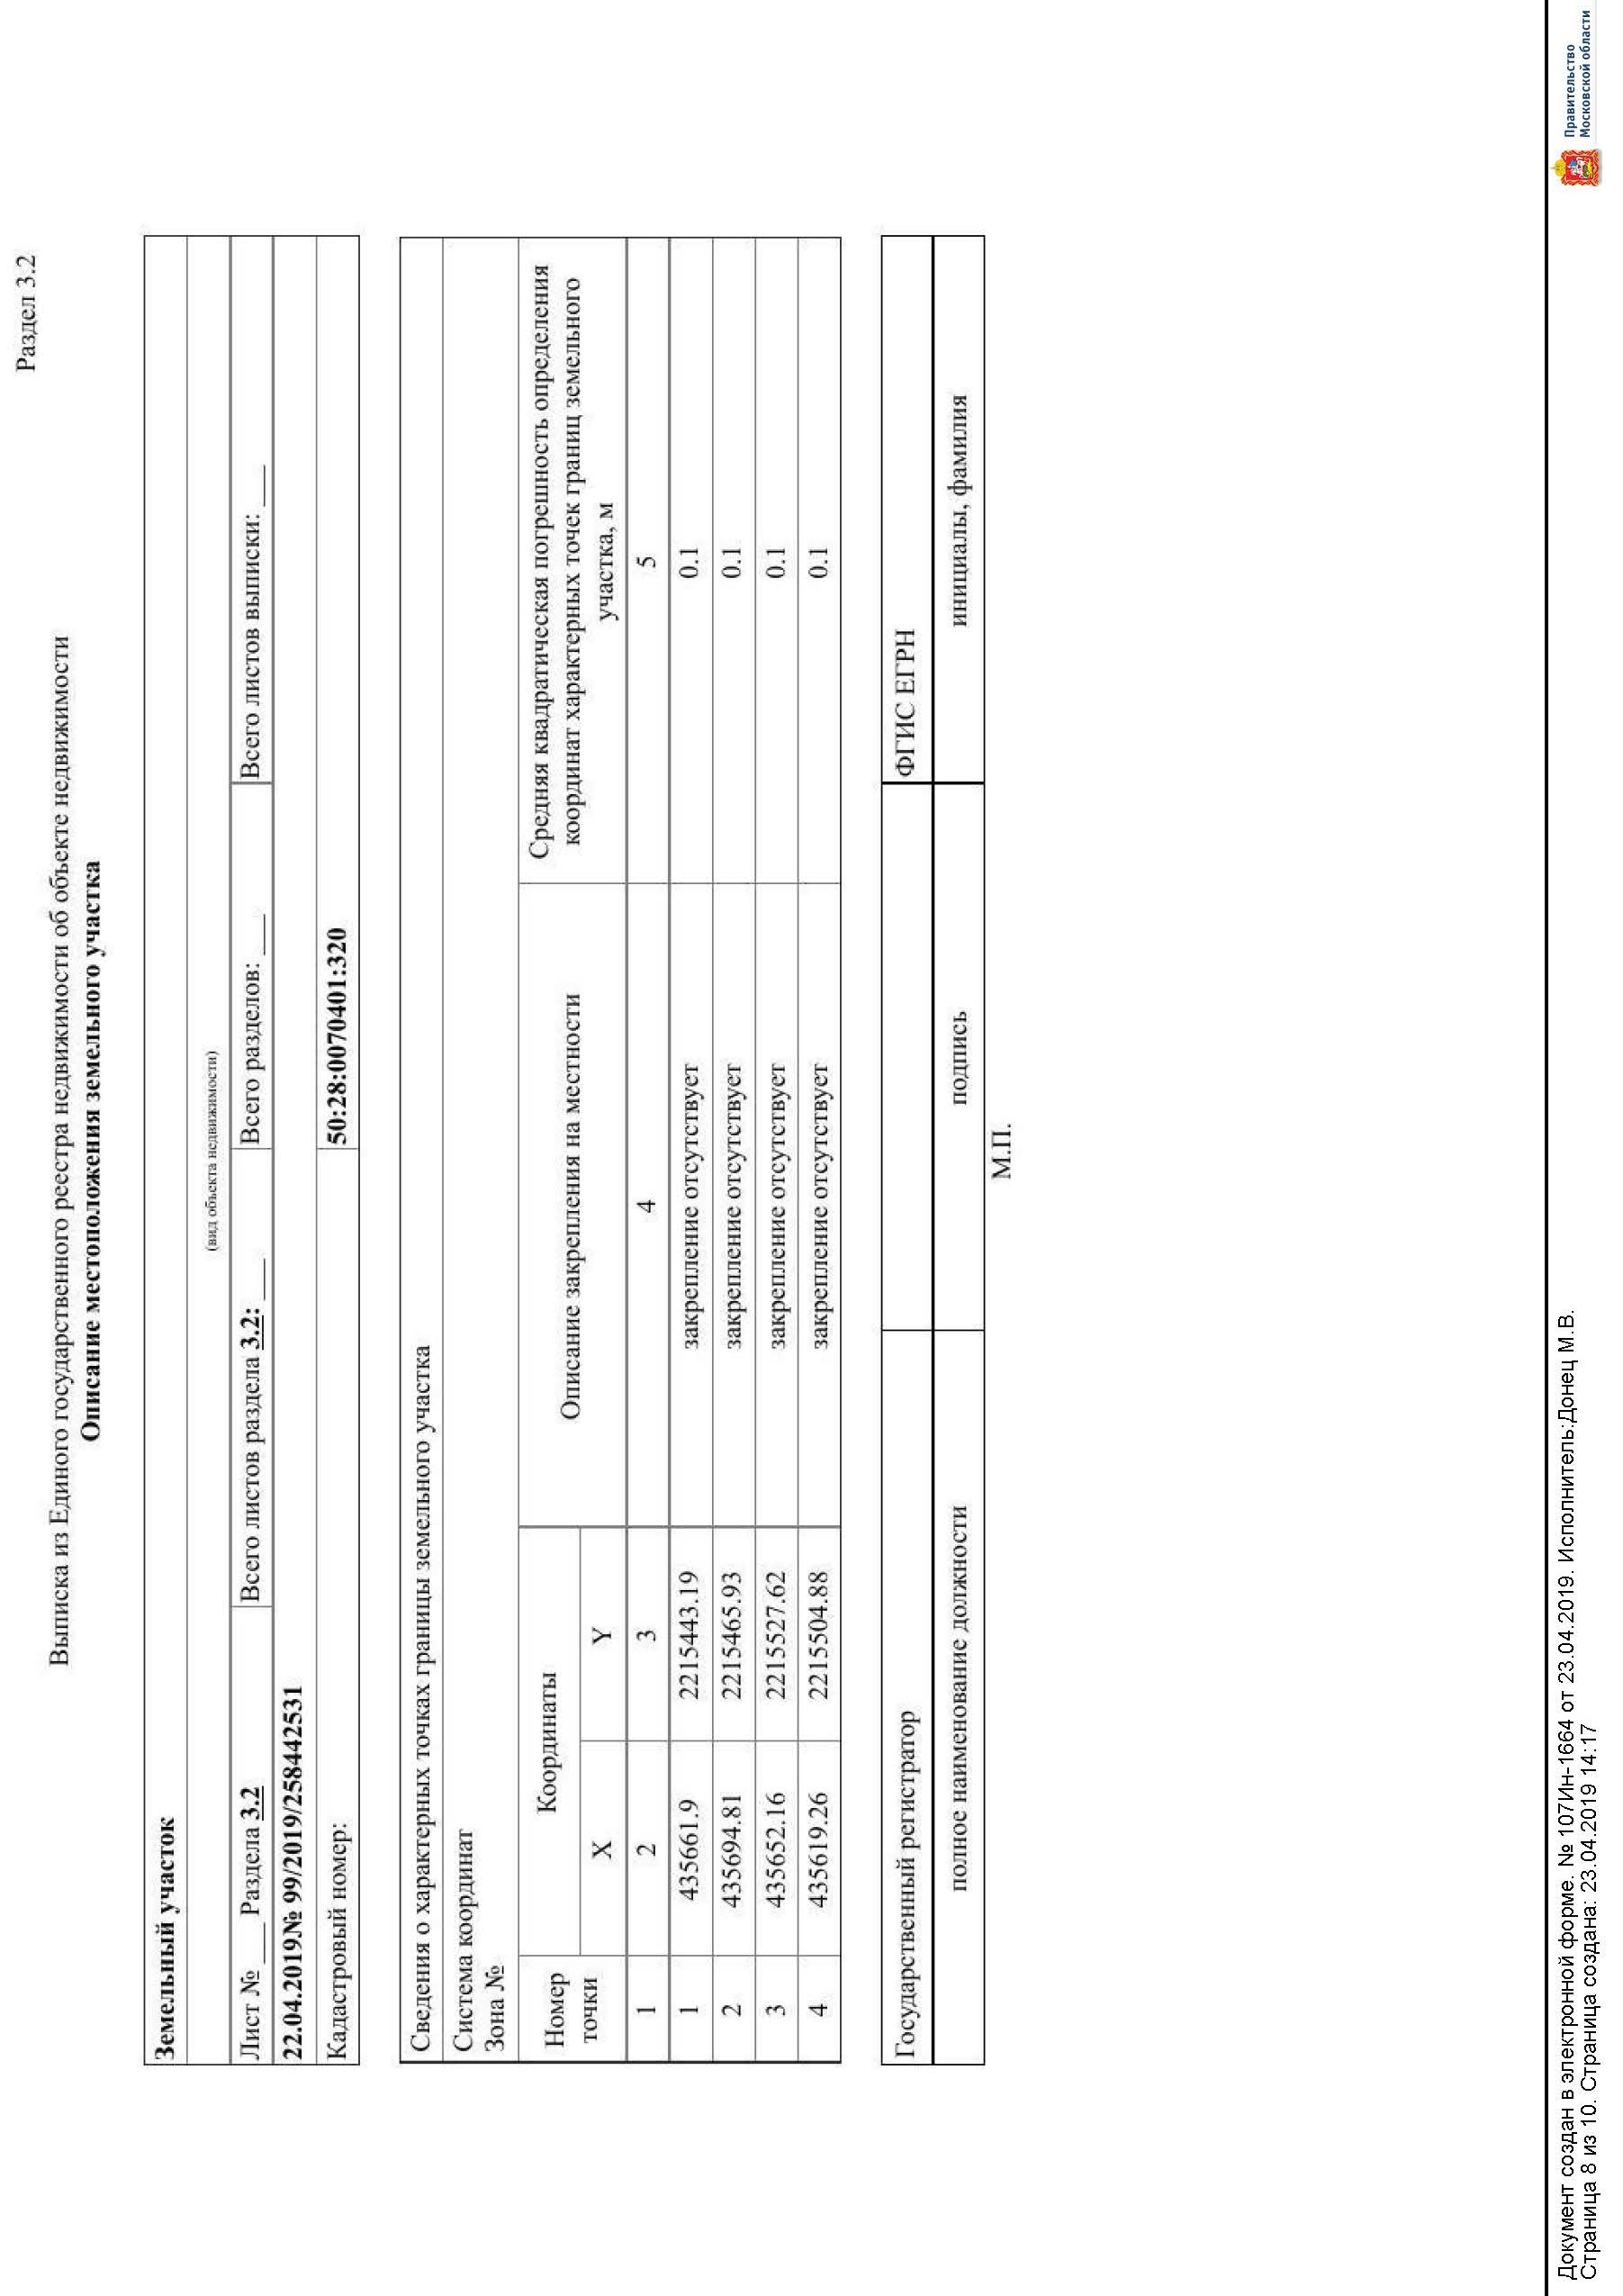 Раздел 3.2
Выписка из Единого государственного реестра недвижимости об объекте недвижимости
Описание местоположения земельного участка
Земельный участок
(вид объекта недвижимости)
Лист № ___ Раздела 3.2 Всего листов раздела 3.2: ___ Всего разделов: ___ Всего листов выписки: ___
22.04.2019№ 99/2019/258442531
Кадастровый номер: 50:28:0070401:320
Сведения о характерных точках границы земельного участка
Система координат
Зона №
Номер точки Координаты Описание закрепления на местности Средняя квадратическая погрешность определения
координат характерных точек границ земельного
участка, м
X Y
1 2 3 4 5
1 435661.9 2215443.19 закрепление отсутствует 0.1
2 435694.81 2215465.93 закрепление отсутствует 0.1
3 435652.16 2215527.62 закрепление отсутствует 0.1
4 435619.26 2215504.88 закрепление отсутствует 0.1
Государственный регистратор ФГИС ЕГРН
полное наименование должности подпись инициалы, фамилия
М.П.
Документ создан в электронной форме. № 107Ин-1664 от 23.04.2019. Исполнитель:Донец М.В.
Страница 8 из 10. Страница создана: 23.04.2019 14:17
Правительство
Московской области